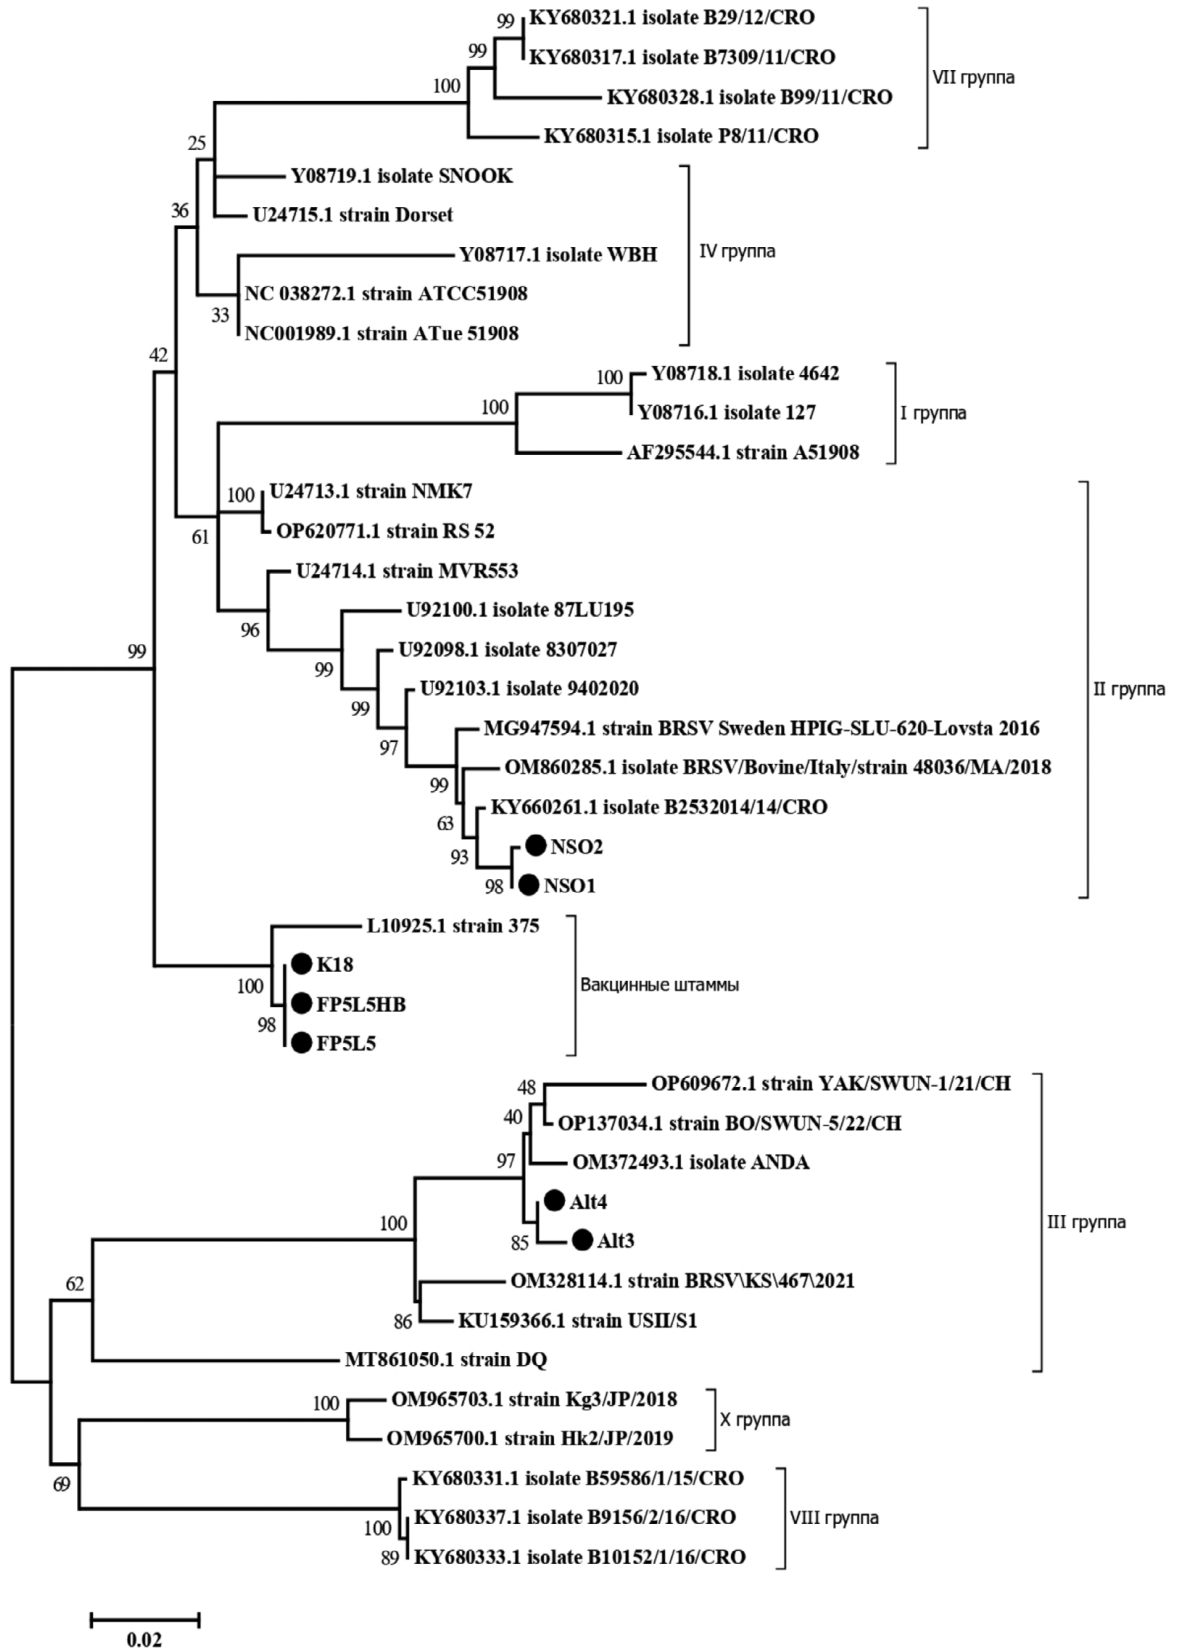 99
KY680321.1 isolate B29/12/CRO
99
KY680317.1 isolate B7309/11/CRO
VII группа
100
KY680328.1 isolate B99/11/CRO
KY680315.1 isolate P8/11/CRO
25
Y08719.1 isolate SNOOK
36
U24715.1 strain Dorset
Y08717.1 isolate WBH
IV группа
NC 038272.1 strain ATCC51908
33
NC001989.1 strain ATue 51908
42
100
Y08718.1 isolate 4642
100
Y08716.1 isolate 127
I группа
AF295544.1 strain A51908
100
U24713.1 strain NMK7
61
OP620771.1 strain RS 52
U24714.1 strain MVR553
96
U92100.1 isolate 87LU195
99
99
U92098.1 isolate 8307027
99
U92103.1 isolate 9402020
II группа
97
MG947594.1 strain BRSV Sweden HPIG-SLU-620-Lovsta 2016
99
OM860285.1 isolate BRSV/Bovine/Italy/strain 48036/MA/2018
63
KY660261.1 isolate B2532014/14/CRO
93
NSO2
98
NSO1
L10925.1 strain 375
K18
100
FP5L5HB
Вакцинные штаммы
98
FP5L5
48
OP609672.1 strain YAK/SWUN-1/21/CH
40
OP137034.1 strain BO/SWUN-5/22/CH
97
OM372493.1 isolate ANDA
Alt4
100
85
Alt3
III группа
62
OM328114.1 strain BRSV\KS\467\2021
86
KU159366.1 strain USII/S1
MT861050.1 strain DQ
100
OM965703.1 strain Kg3/JP/2018
X группа
OM965700.1 strain Hk2/JP/2019
69
KY680331.1 isolate B59586/1/15/CRO
100
KY680337.1 isolate B9156/2/16/CRO
VIII группа
89
KY680333.1 isolate B10152/1/16/CRO
0.02